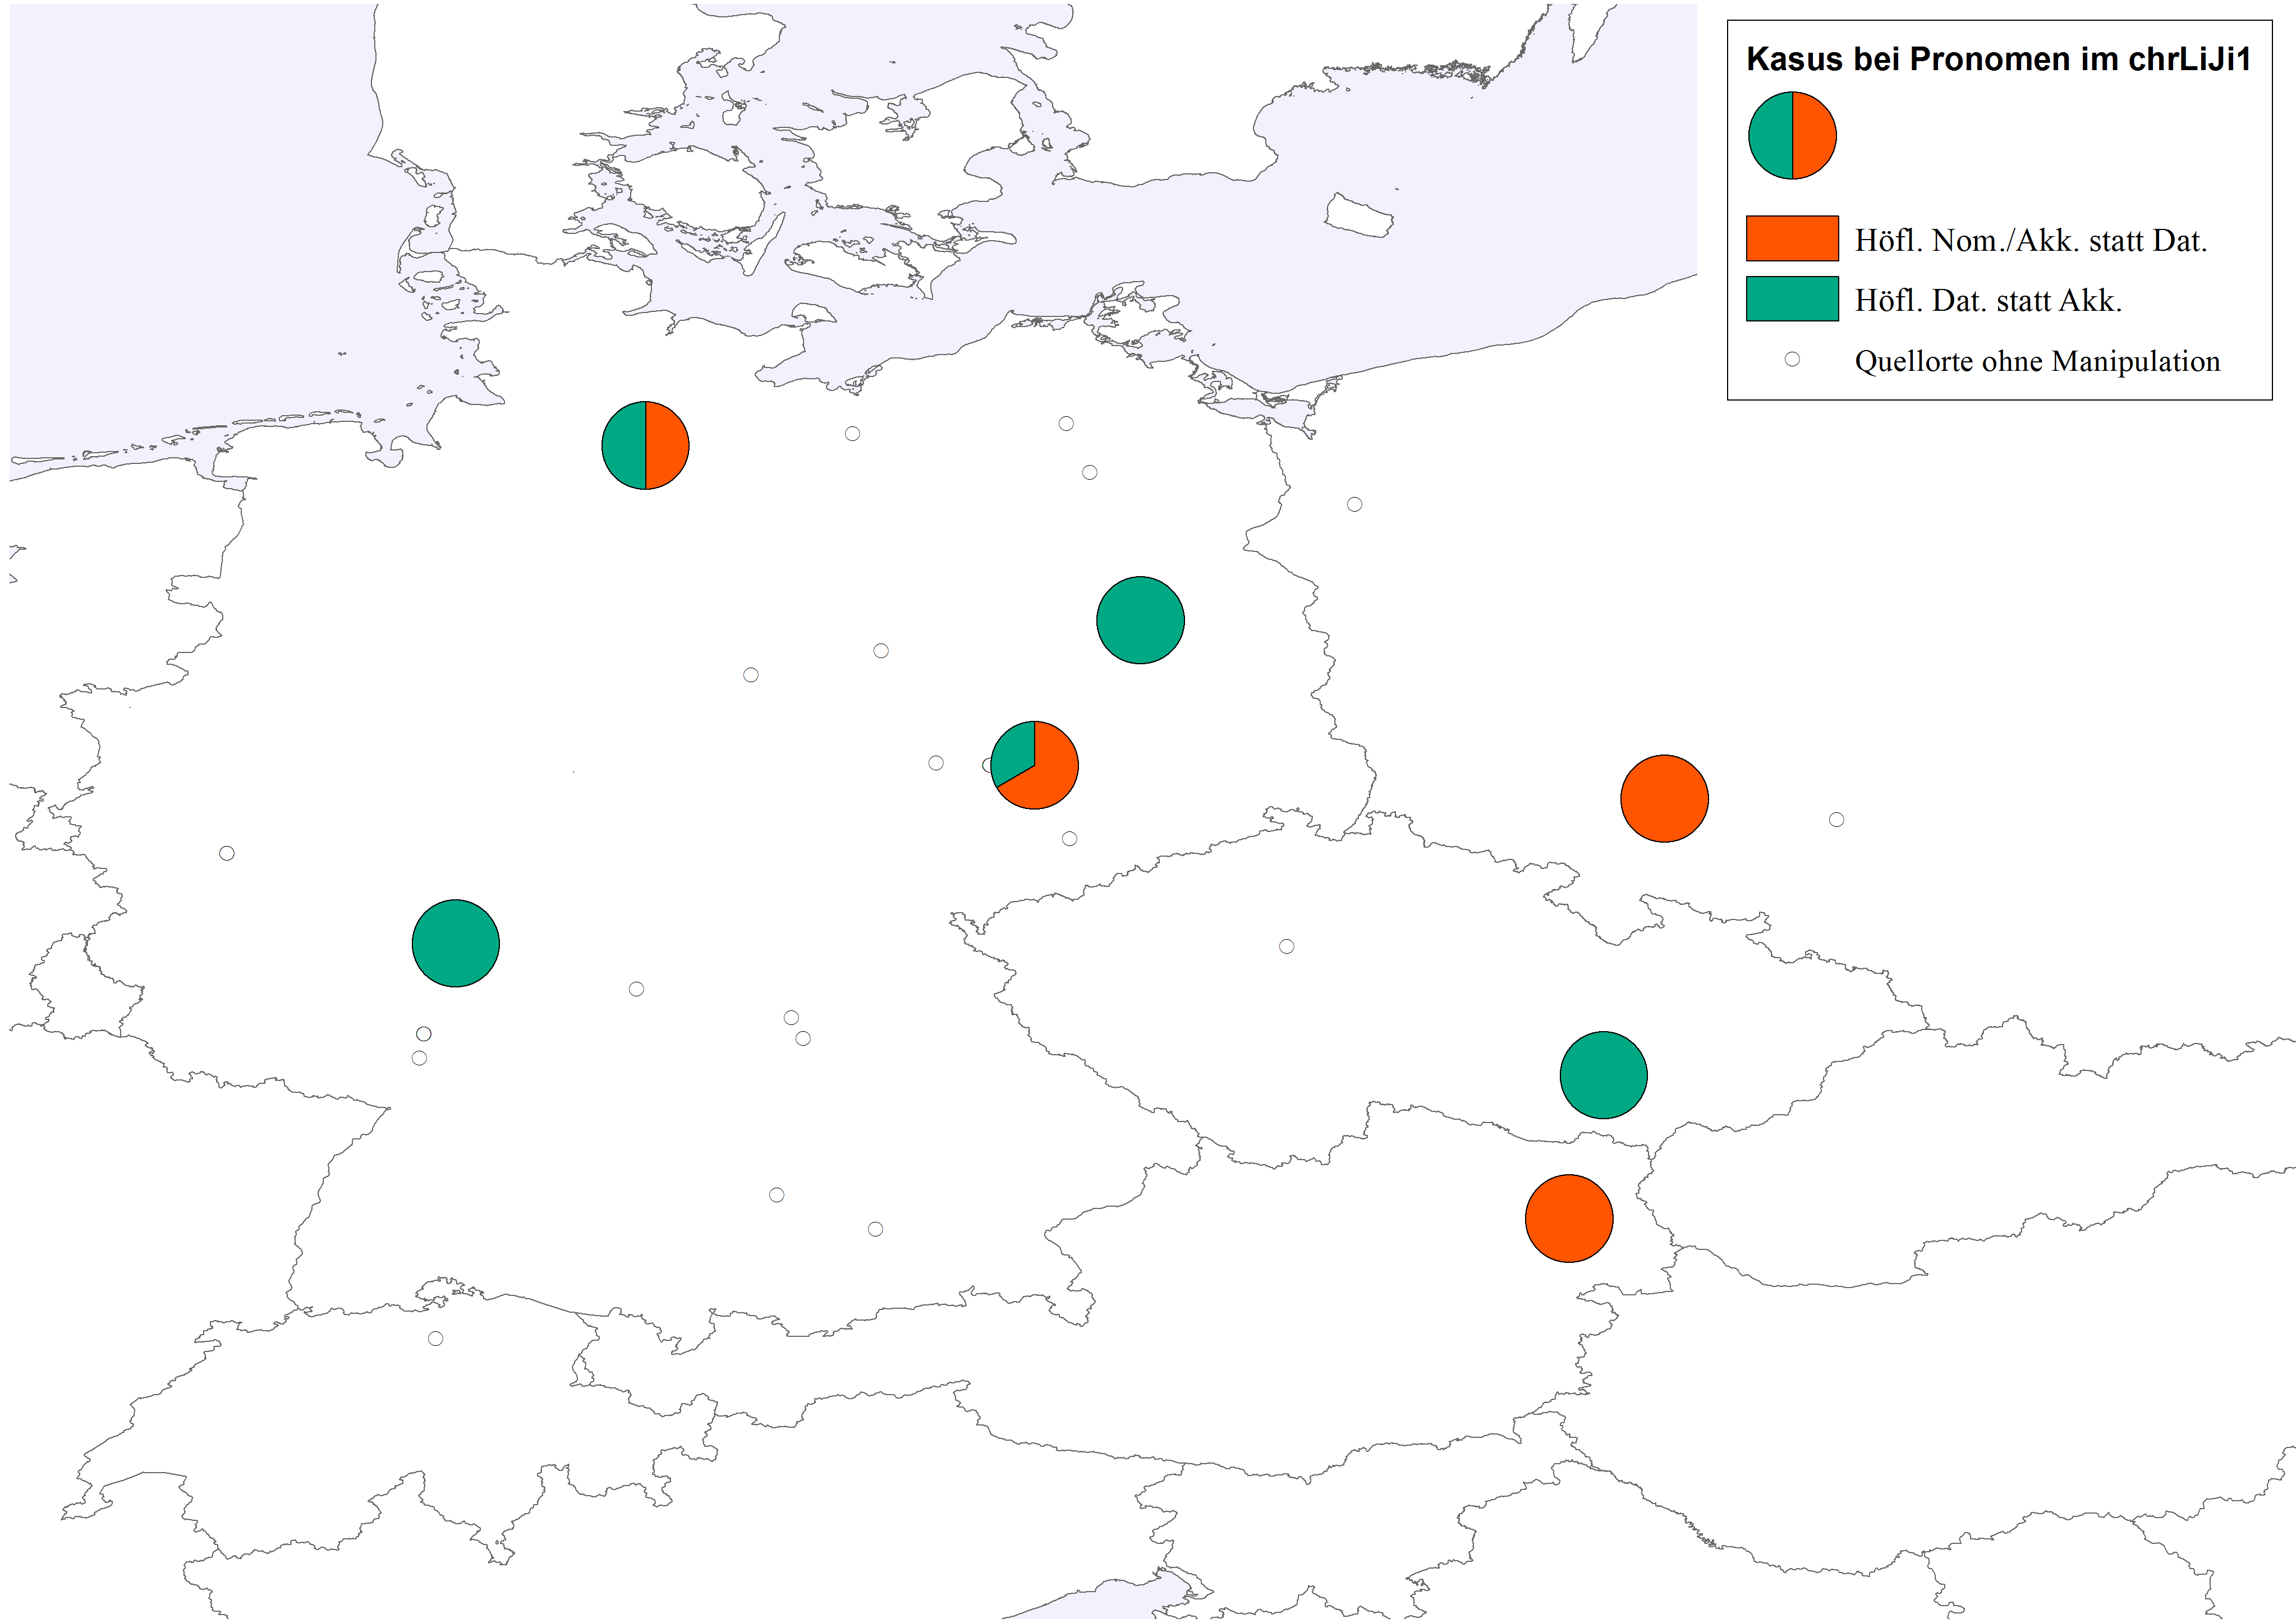 Kasus bei Pronomen im chrLiJi1
Höfl. Nom./Akk. statt Dat.
Höfl. Dat. statt Akk.
Quellorte ohne Manipulation